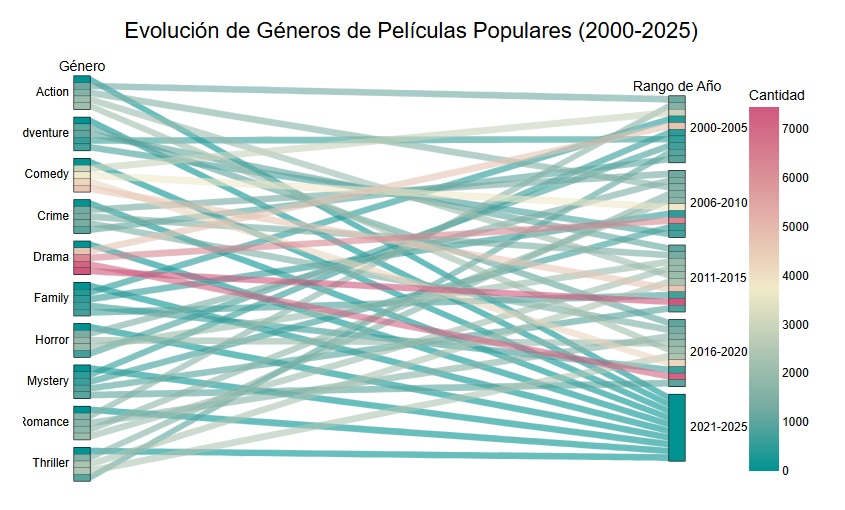 Evolución de Géneros de Películas Populares (2000-2025)
Género
Rango de Año
Cantidad
Action
dventure
Comedy
Crime
Drama
Family
Horror
Mystery
Romance
Thriller
2000-2005
2006-2010
2011-2015
2016-2020
2021-2025
7000
6000
5000
4000
3000
2000
1000
0